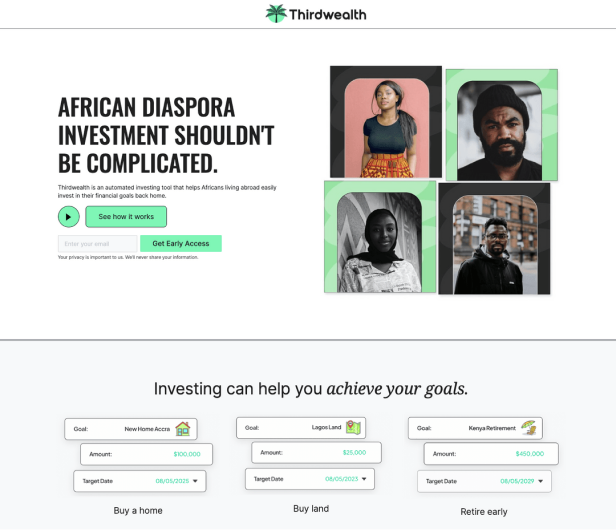 Thirdwealth
AFRICAN DIASPORA
INVESTMENT SHOULDN'T
BE COMPLICATED.
Thirdwealth is an automated investing tool that helps Africans living abroad easily
invest in their financial goals back home.
See how it works
Enter your email
Get Early Access
Your privacy is important to us. We'll never share your information.
Investing can help you achieve your goals.
Goal: New Home Accra
Amount: $100,000
Target Date 08/05/2028
Buy a home
Goal: Lagos Land
Amount: $25,000
Target Date 08/05/2023
Buy land
Goal: Kenya Retirement
Amount: $450,000
Target Date 08/05/2029
Retire early